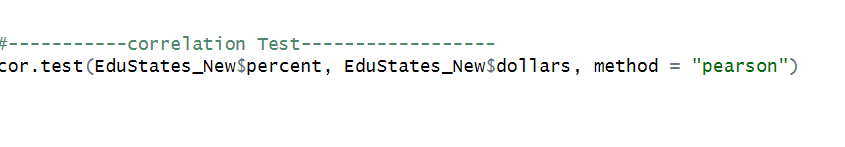 #-----------correlation Test------------------
cor.test(EduStates_New$percent, EduStates_New$dollars, method = "pearson")